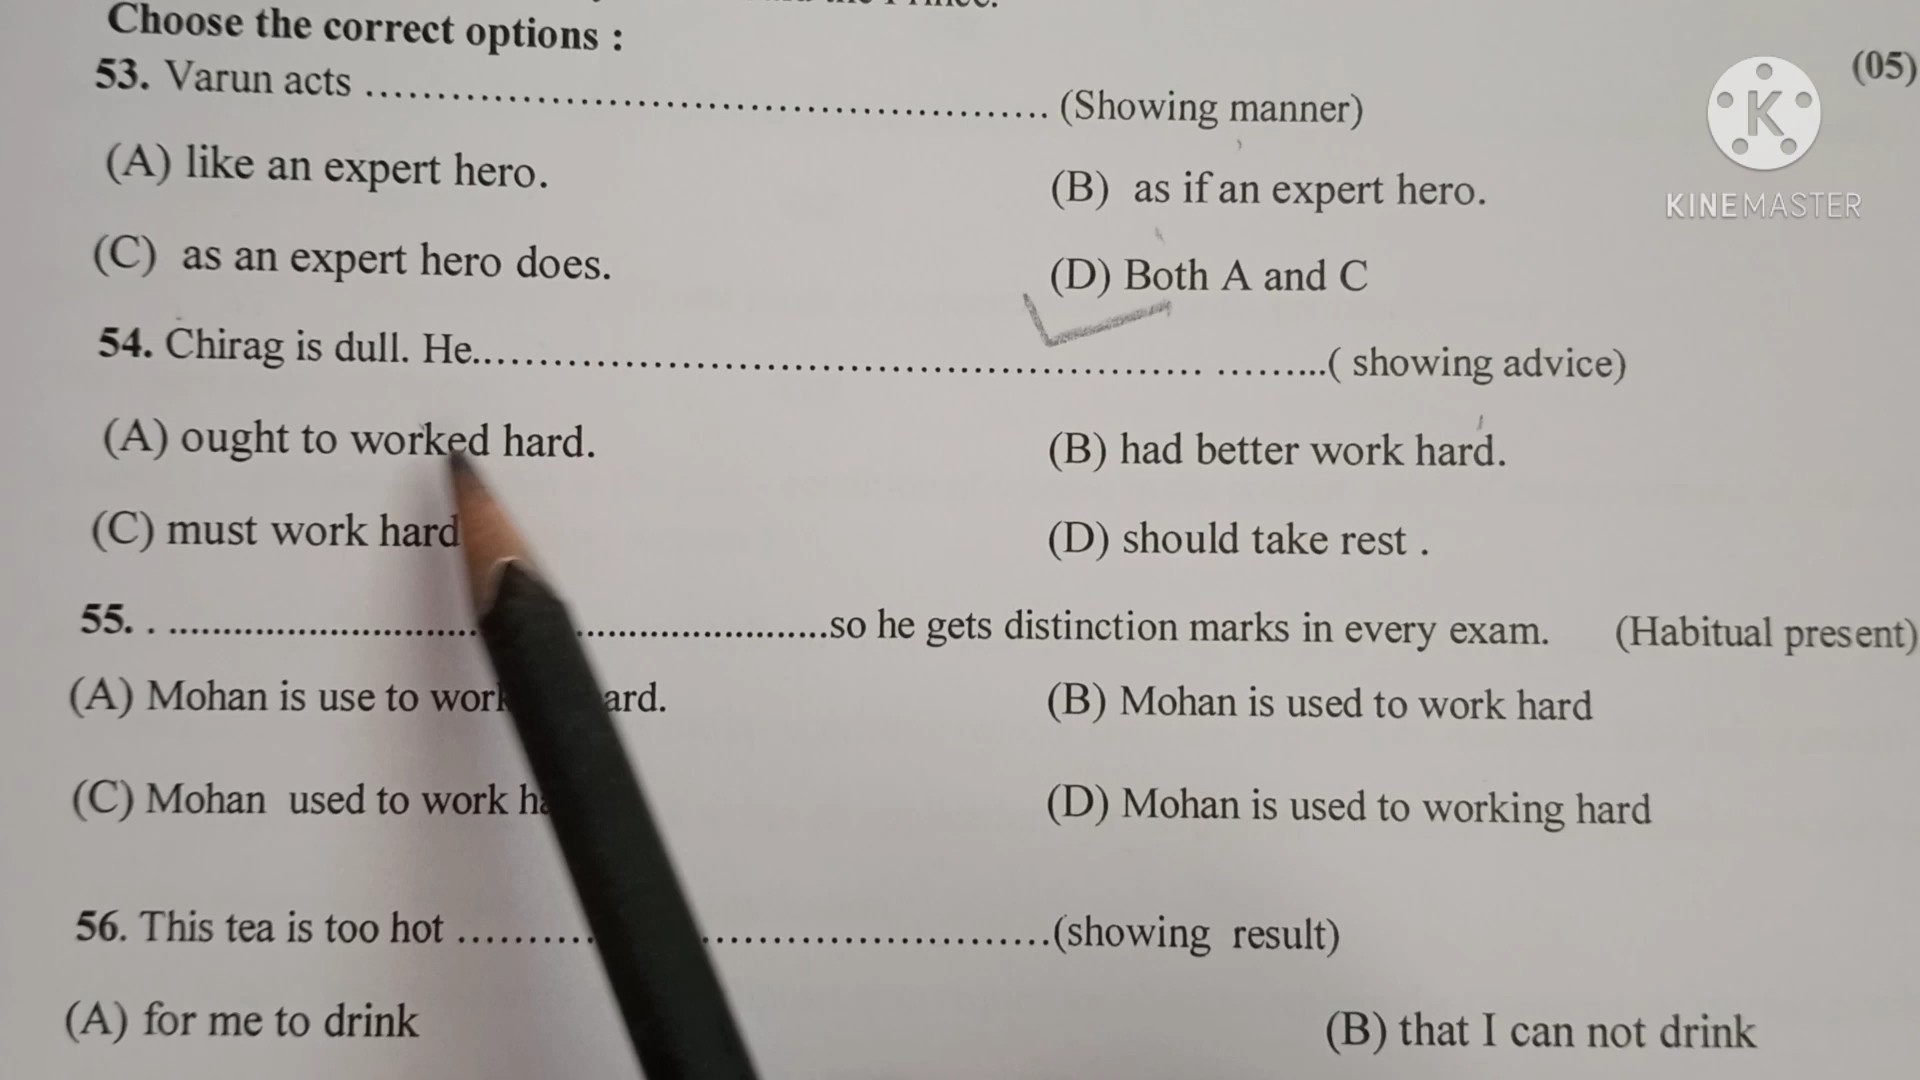 Choose the correct options :
(05)
53. Varun acts ................................................ (Showing manner)
(A) like an expert hero.
(B) as if an expert hero.
(C) as an expert hero does.
(D) Both A and C
54. Chirag is dull. He.............................................................( showing advice)
(A) ought to worked hard.
(B) had better work hard.
(C) must work hard
(D) should take rest .
55. . ...............................................so he gets distinction marks in every exam. (Habitual present)
(A) Mohan is use to
(B) Mohan is used to work hard
(C) Mohan used to work
(D) Mohan is used to working hard
56. This tea is too hot ..........................................(showing result)
(A) for me to drink
(B) that I can not drink
KINEMASTER